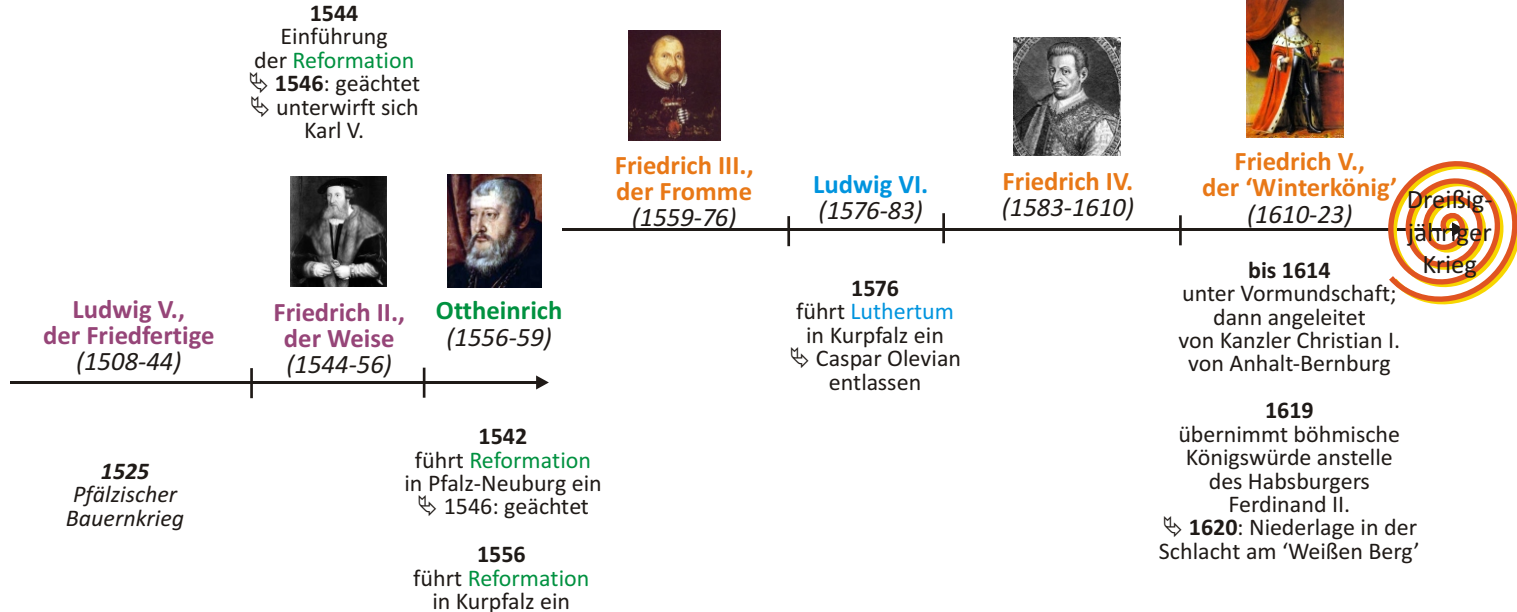 1544
Einführung
der Reformation
↳ 1546: geächtet
↳ unterwirft sich
Karl V.
Ludwig V.,
der Friedfertige
(1508-44)
Friedrich II.,
der Weise
(1544-56)
Ottheinrich
(1556-59)
1525
Pfälzischer
Bauernkrieg
1542
führt Reformation
in Pfalz-Neuburg ein
↳ 1546: geächtet
1556
führt Reformation
in Kurpfalz ein
Friedrich III.,
der Fromme
(1559-76)
Ludwig VI.
(1576-83)
Friedrich IV.
(1583-1610)
Friedrich V.,
der ‘Winterkönig’
(1610-23)
Dreißig-
jähriger
Krieg
1576
führt Luthertum
in Kurpfalz ein
↳ Caspar Olevian
entlassen
bis 1614
unter Vormundschaft;
dann angeleitet
von Kanzler Christian I.
von Anhalt-Bernburg
1619
übernimmt böhmische
Königswürde anstelle
des Habsburgers
Ferdinand II.
↳ 1620: Niederlage in der
Schlacht am ‘Weißen Berg’